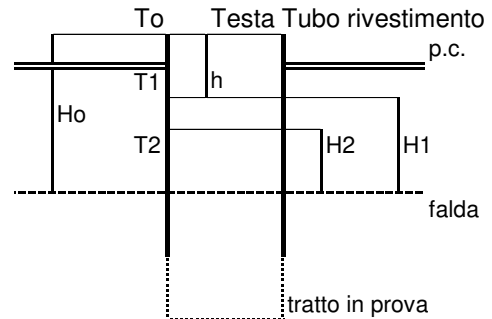 To Testa Tubo rivestimento
p.c.
T1 h
Ho
T2 H2 H1
falda
tratto in prova